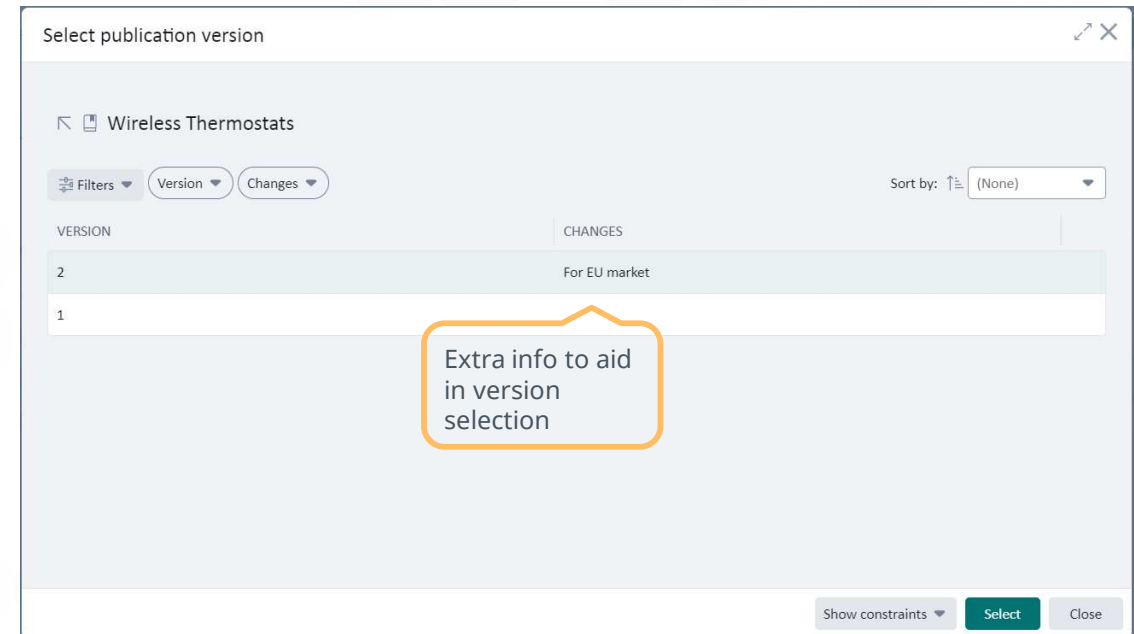 Select publication version
Wireless Thermostats
Filters Version Changes Sort by: (None)
VERSION CHANGES
2 For EU market
1
Extra info to aid
in version
selection
Show constraints Select Close